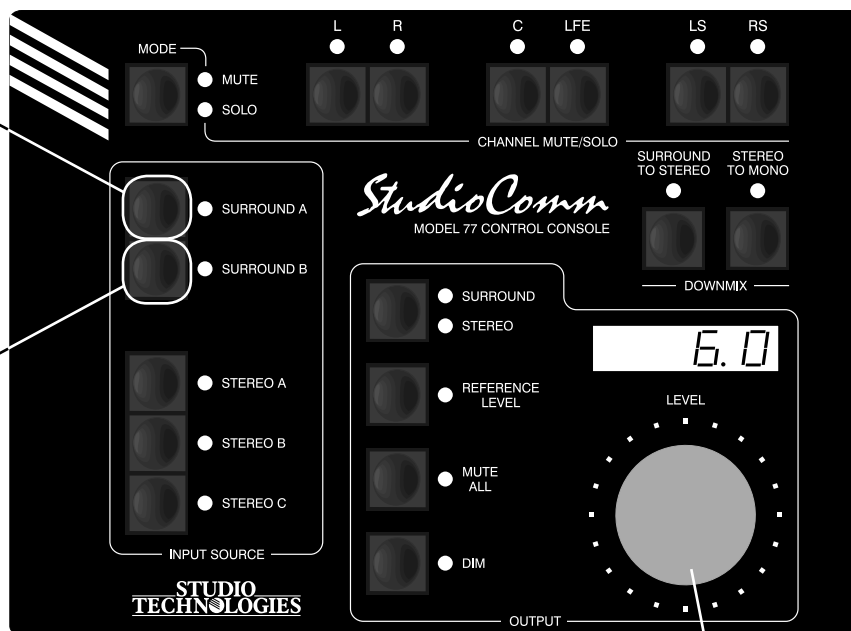 L R C LFE LS RS
MODE
MUTE
SOLO
CHANNEL MUTE/SOLO
SURROUND TO STEREO
STEREO TO MONO
DOWNMIX
StudioComm
MODEL 77 CONTROL CONSOLE
SURROUND A
SURROUND B
STEREO A
STEREO B
STEREO C
INPUT SOURCE
SURROUND
STEREO
REFERENCE
LEVEL
MUTE
ALL
DIM
6.0
LEVEL
OUTPUT
STUDIO
TECHNOLOGIES